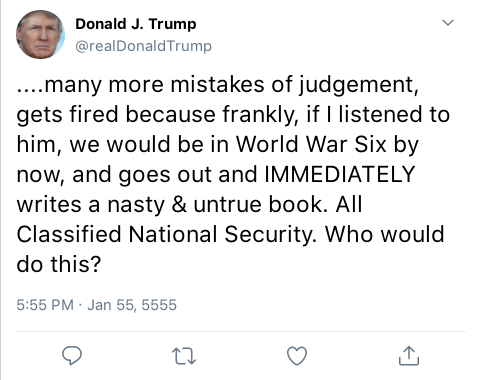 Donald J. Trump
@realDonaldTrump
....many more mistakes of judgement,
gets fired because frankly, if I listened to
him, we would be in World War Six by
now, and goes out and IMMEDIATELY
writes a nasty & untrue book. All
Classified National Security. Who would
do this?
5:55 PM · Jan 55, 5555